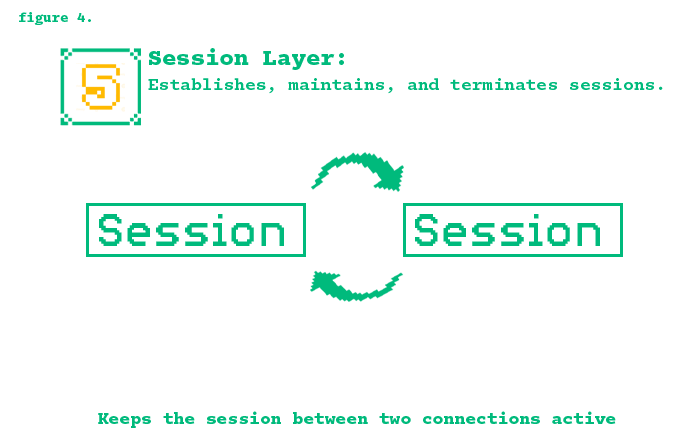 figure 4.
5
Session Layer:
Establishes, maintains, and terminates sessions.
Session
Session
Keeps the session between two connections active